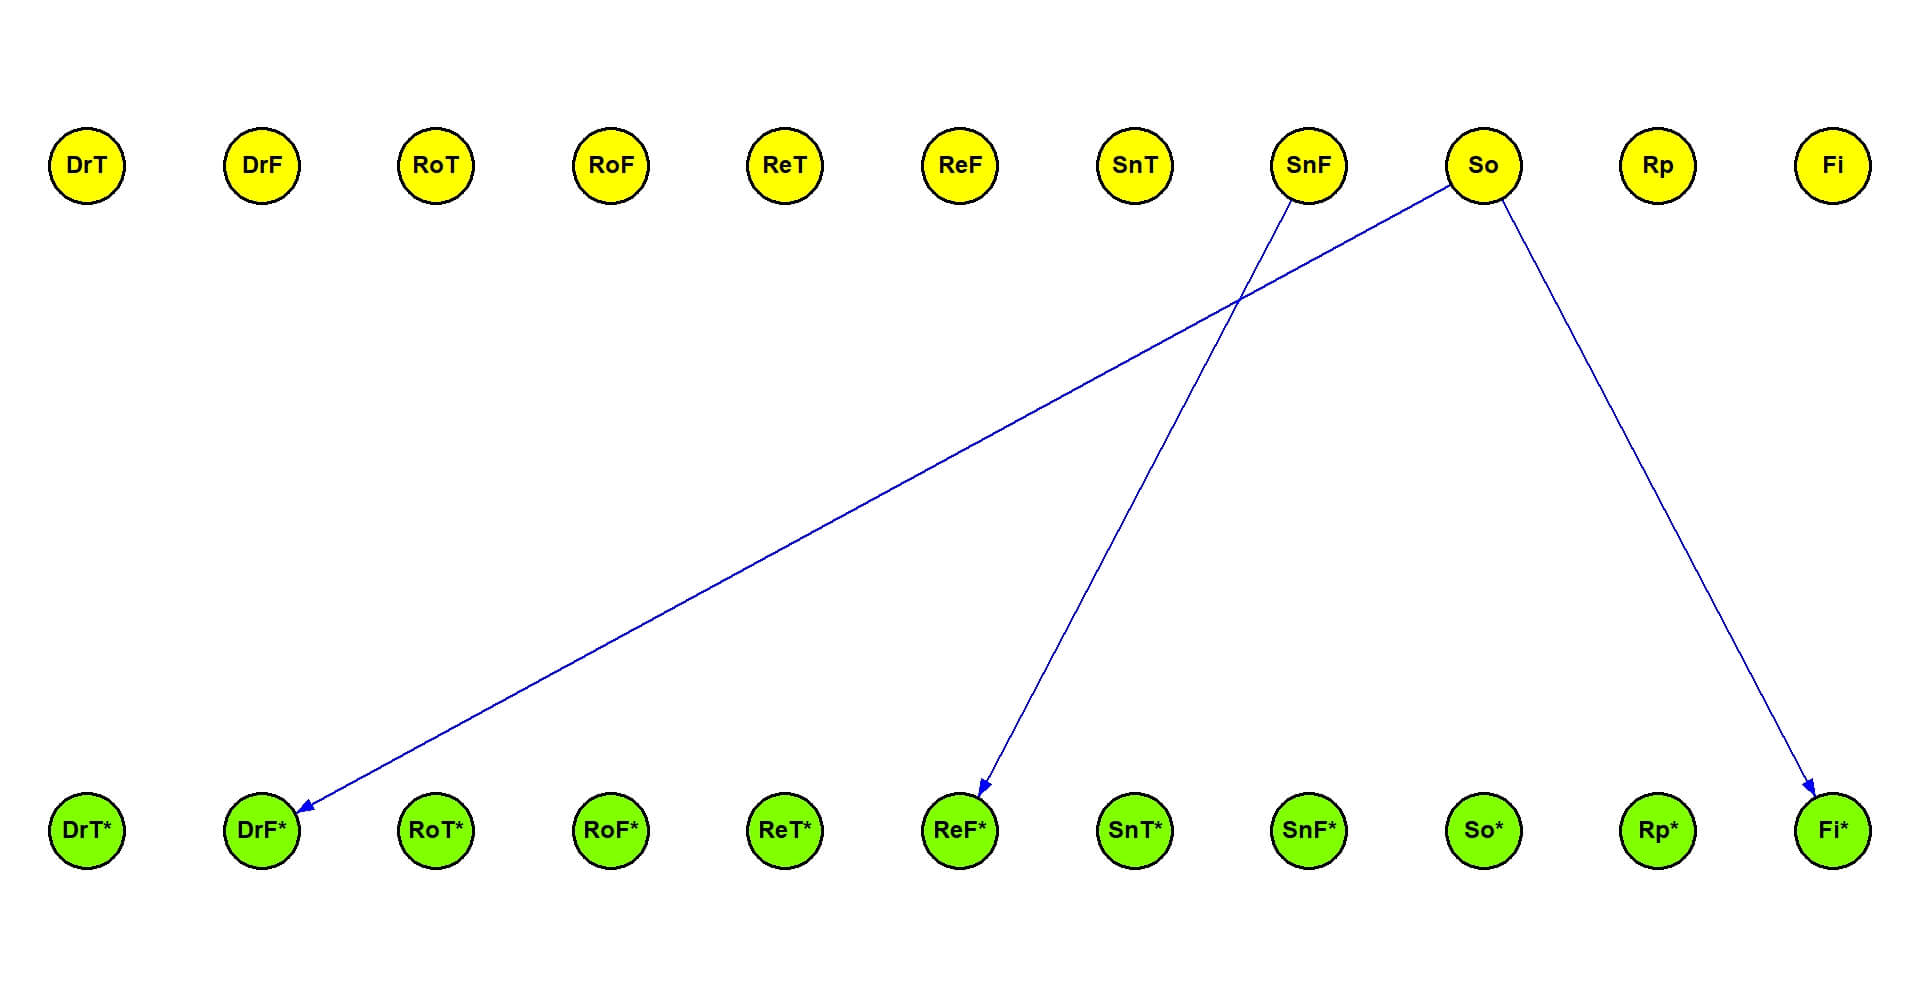 DrT DrF RoT RoF ReT ReF SnT SnF So Rp Fi
DrT* DrF* RoT* RoF* ReT* ReF* SnT* SnF* So* Rp* Fi*